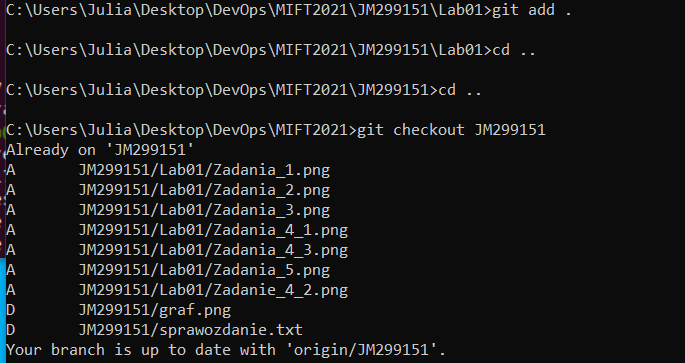 C:\Users\Julia\Desktop\DevOps\MIFT2021\JM299151\Lab01>git add .
C:\Users\Julia\Desktop\DevOps\MIFT2021\JM299151\Lab01>cd ..
C:\Users\Julia\Desktop\DevOps\MIFT2021\JM299151>cd ..
C:\Users\Julia\Desktop\DevOps\MIFT2021>git checkout JM299151
Already on 'JM299151'
A       JM299151/Lab01/Zadania_1.png
A       JM299151/Lab01/Zadania_2.png
A       JM299151/Lab01/Zadania_3.png
A       JM299151/Lab01/Zadania_4_1.png
A       JM299151/Lab01/Zadania_4_3.png
A       JM299151/Lab01/Zadania_5.png
A       JM299151/Lab01/Zadanie_4_2.png
D       JM299151/graf.png
D       JM299151/sprawozdanie.txt
Your branch is up to date with 'origin/JM299151'.